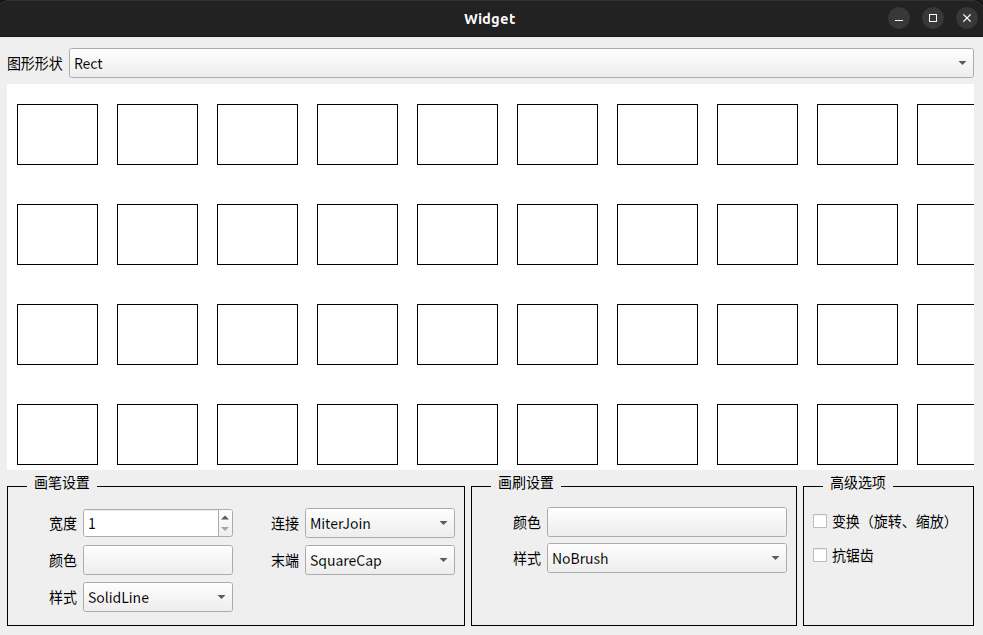 Widget
图形形状 Rect
画笔设置
宽度 1 连接 MiterJoin
颜色 末端 SquareCap
样式 SolidLine
画刷设置
颜色
样式 NoBrush
高级选项
变换（旋转、缩放）
抗锯齿